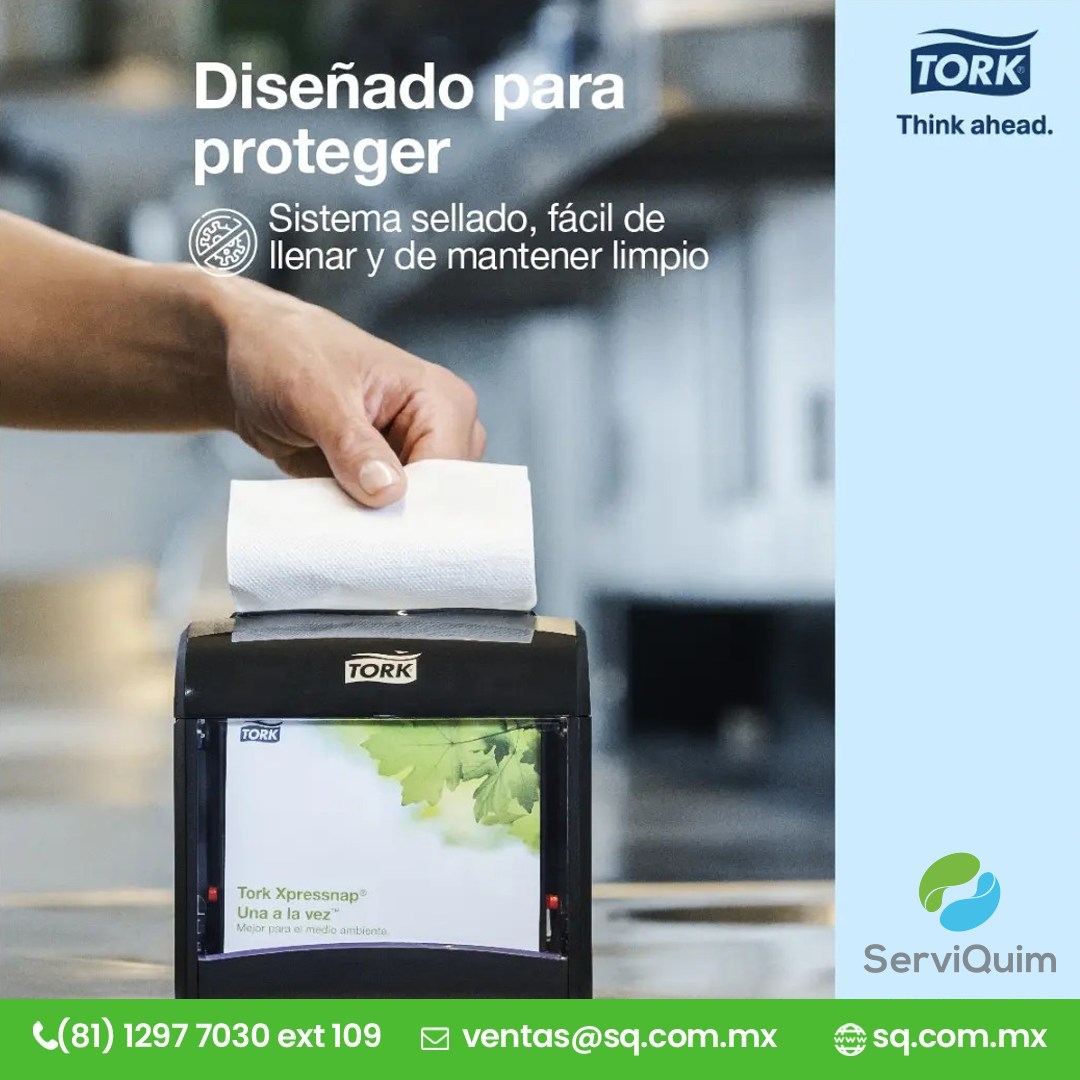 Diseñado para
proteger
Sistema sellado, fácil de
llenar y de mantener limpio
TORK®
Think ahead.
TORK
TORK
Tork Xpressnap®
Una a la vez™
Mejor para el medio ambiente.
ServiQuim
(81) 1297 7030 ext 109
ventas@sq.com.mx
sq.com.mx